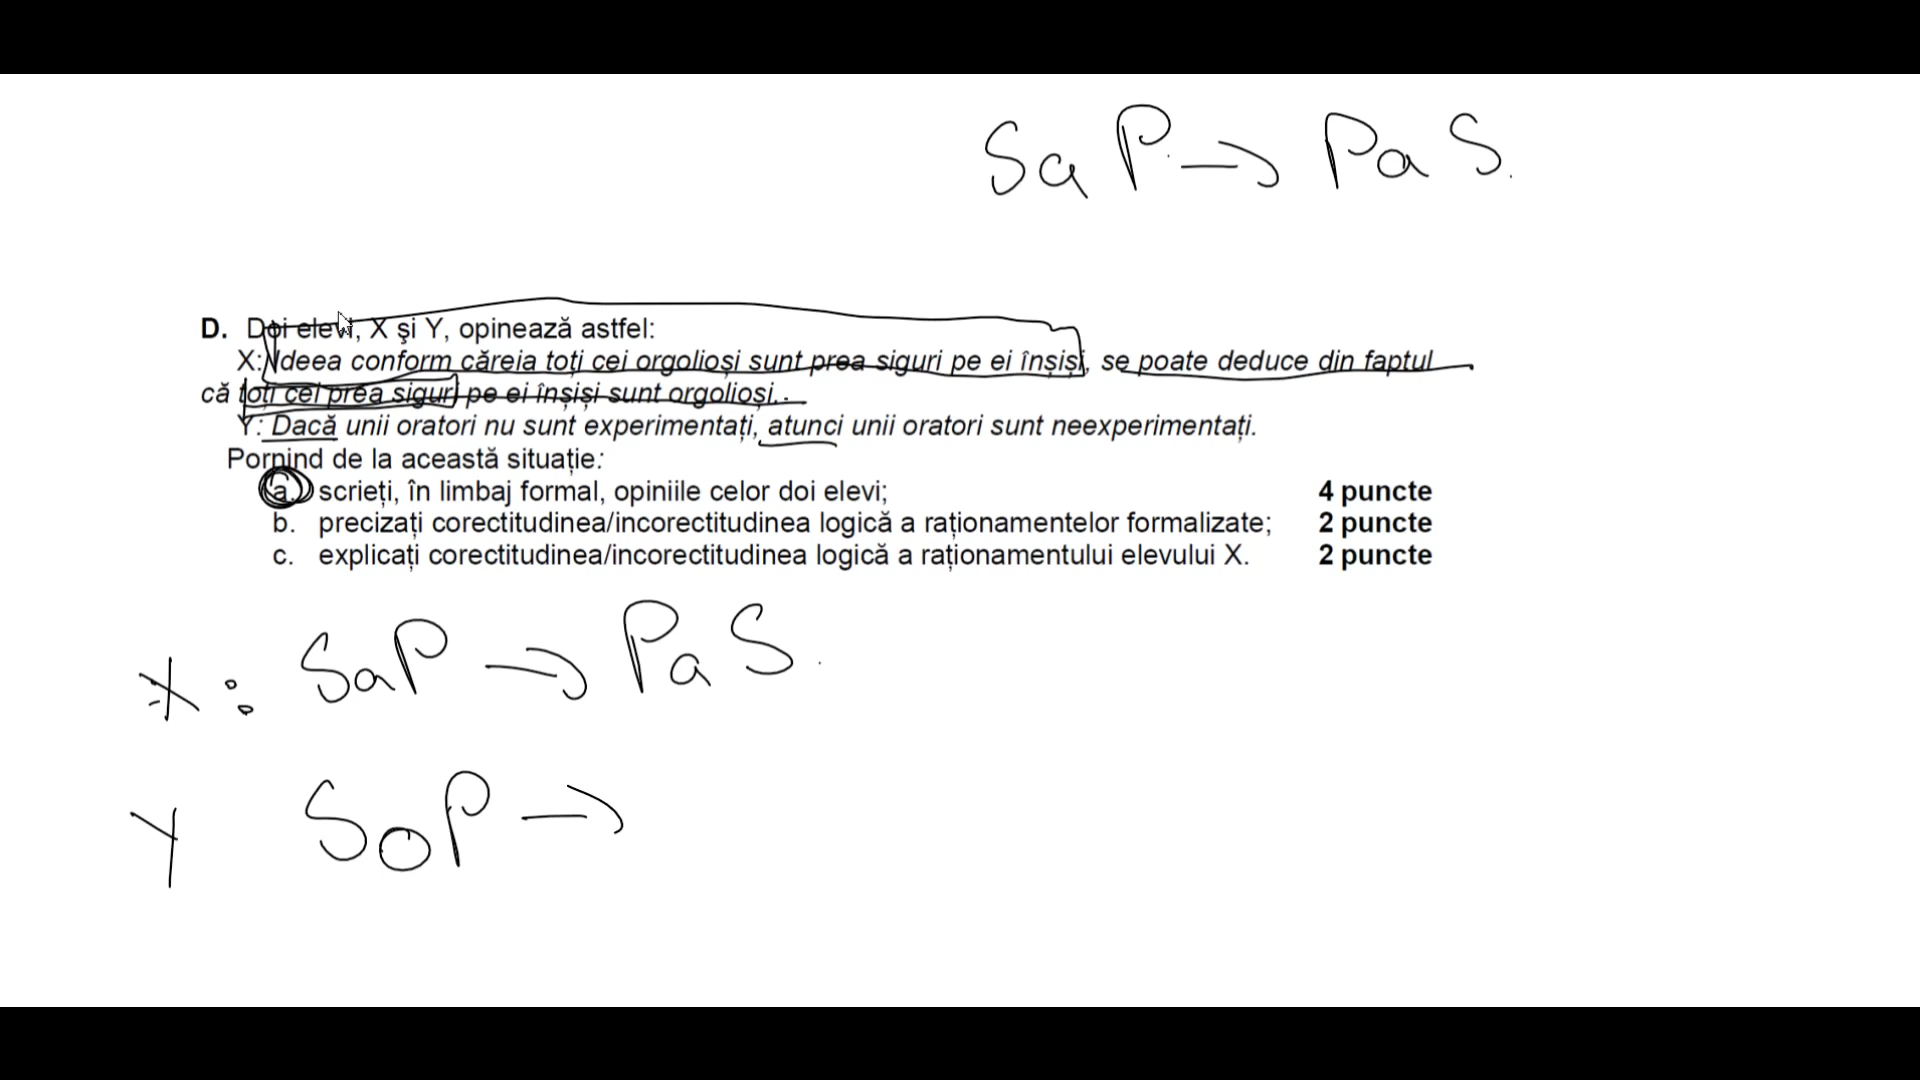 SaP → PaS.
D. Doi elevi, X şi Y, opinează astfel:
X: Ideea conform căreia toți cei orgolioși sunt prea siguri pe ei înșiși, se poate deduce din faptul
că toți cei prea siguri pe ei înșiși sunt orgolioși.
Y: Dacă unii oratori nu sunt experimentați, atunci unii oratori sunt neexperimentați.
Pornind de la această situație:
a. scrieți, în limbaj formal, opiniile celor doi elevi; 4 puncte
b. precizați corectitudinea/incorectitudinea logică a raționamentelor formalizate; 2 puncte
c. explicați corectitudinea/incorectitudinea logică a raționamentului elevului X. 2 puncte
X: SaP → PaS.
Y SoP →